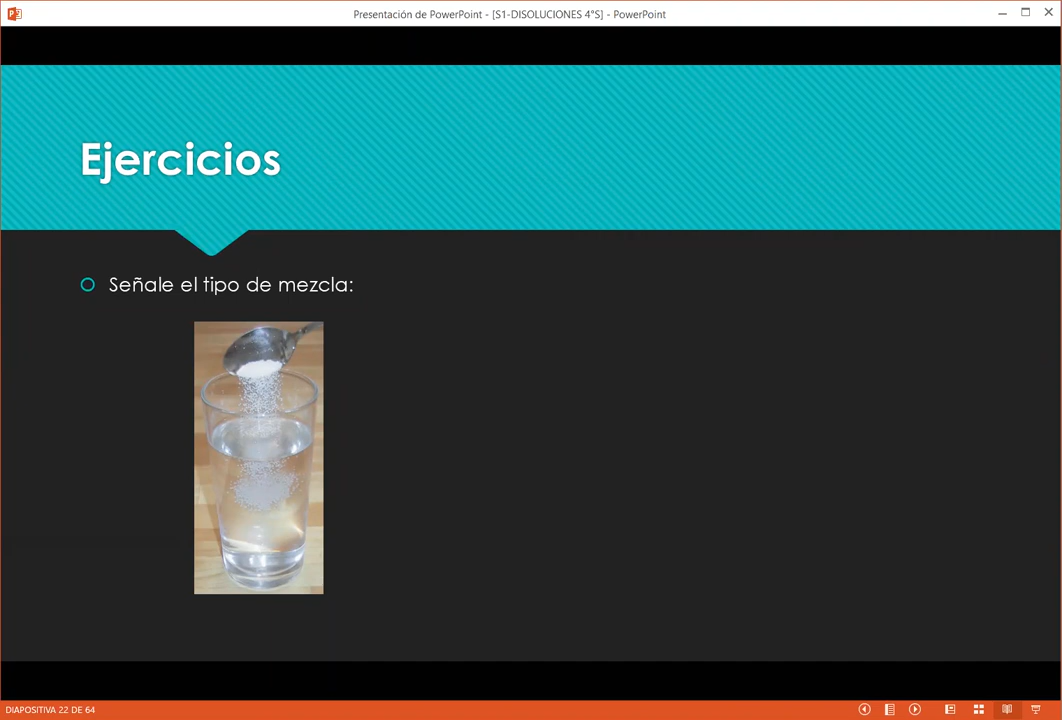 Presentación de PowerPoint - [S1-DISOLUCIONES 4°S] - PowerPoint
Ejercicios
Señale el tipo de mezcla:
DIAPOSITIVA 22 DE 64